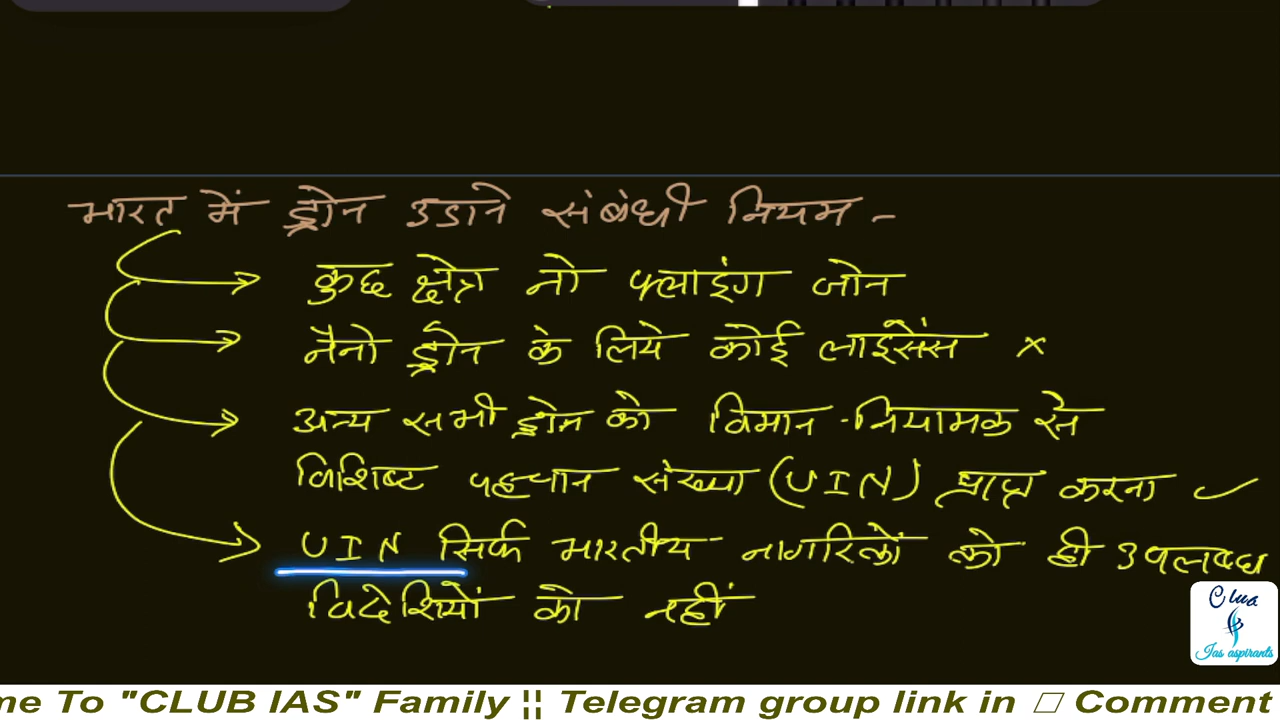 भारत में ड्रोन उडाने संबंधी नियम -
कुछ क्षेत्र नो फ्लाइंग जोन
नैनो ड्रोन के लिये कोई लाइसेंस ×
अन्य सभी ड्रोन को विमान-नियामक से
विशिष्ट पहचान संख्या (UIN) प्राप्त करना ✓
UIN सिर्फ भारतीय नागरिकों को ही उपलब्ध
विदेशियों को नहीं
Club
Ias aspirants
me To "CLUB IAS" Family ¦¦ Telegram group link in □ Comment